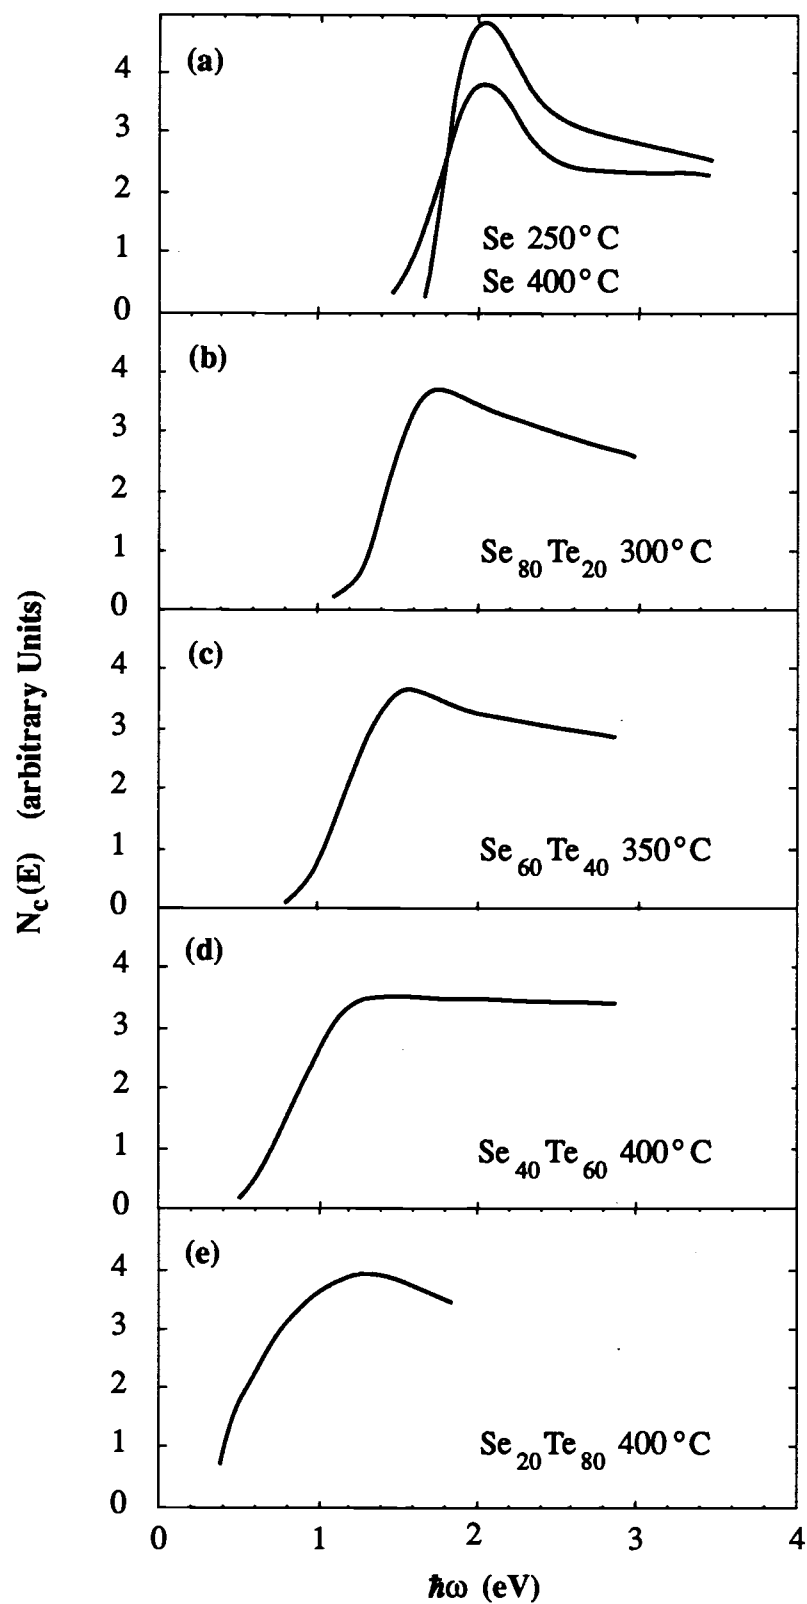 (a)
4
3
2
1
0
Se 250°C
Se 400°C
(b)
4
3
2
1
0
Se80Te20 300°C
(c)
4
3
2
1
0
Se60Te40 350°C
(d)
4
3
2
1
0
Se40Te60 400°C
(e)
4
3
2
1
0
Se20Te80 400°C
Nc(E) (arbitrary Units)
0 1 2 3 4
ħω (eV)